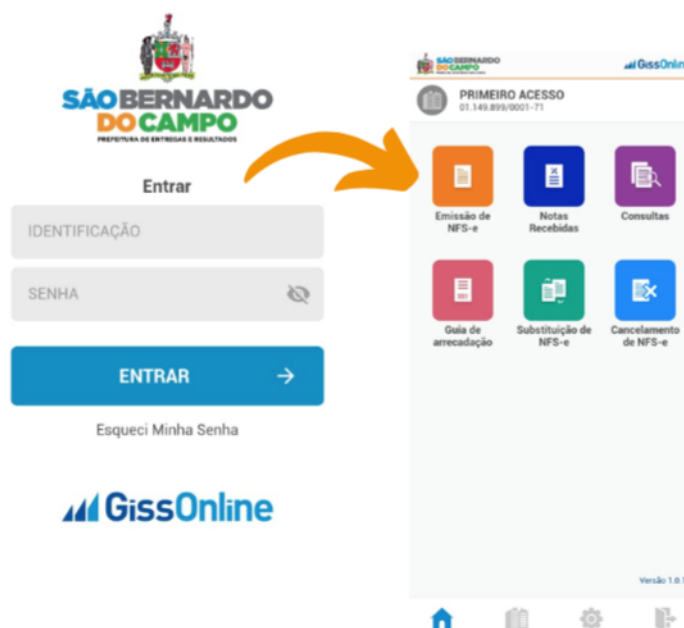 SÃO BERNARDO
DO CAMPO
PREFEITURA DE ENTREGAS E RESULTADOS
Entrar
IDENTIFICAÇÃO
SENHA
ENTRAR
Esqueci Minha Senha
GissOnline
SÃO BERNARDO
DO CAMPO
GissOnlin
PRIMEIRO ACESSO
01.149.899/0001-71
Emissão de
NFS-e
Notas
Recebidas
Consultas
Guia de
arrecadação
Substituição de
NFS-e
Cancelamento
de NFS-e
Versão 1.0.